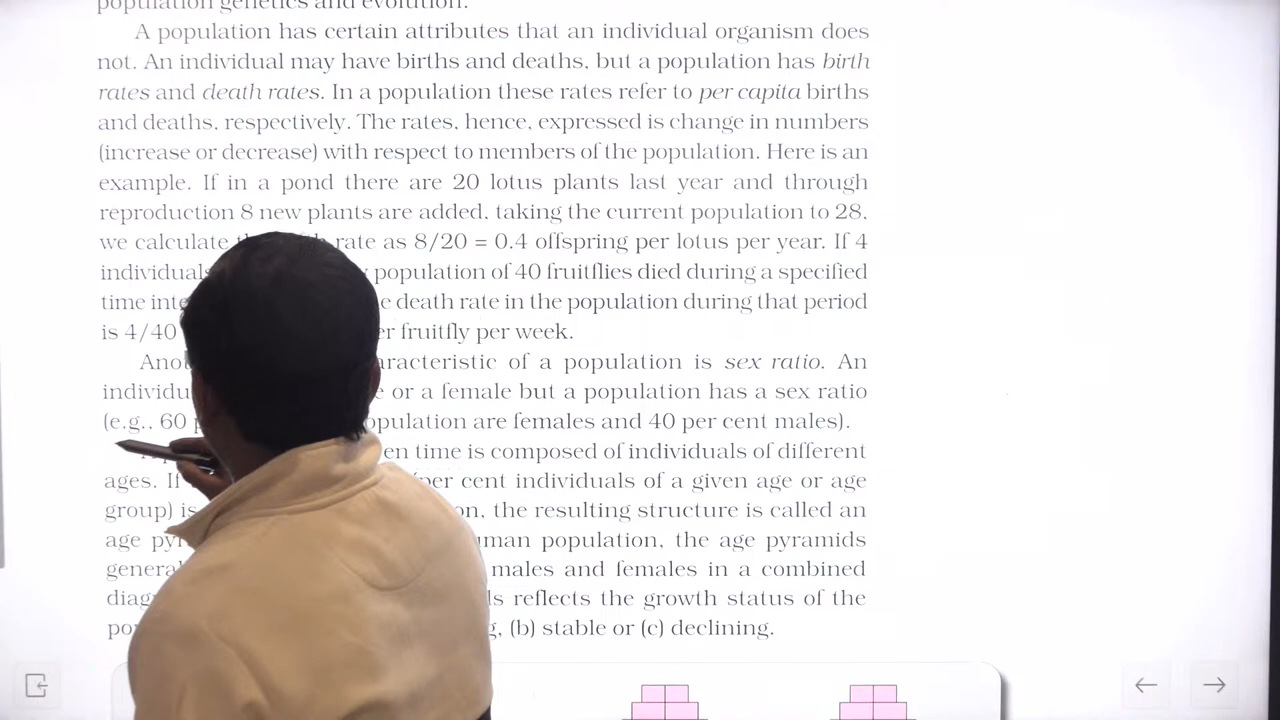 population genetics and evolution.
A population has certain attributes that an individual organism does
not. An individual may have births and deaths, but a population has birth
rates and death rates. In a population these rates refer to per capita births
and deaths, respectively. The rates, hence, expressed is change in numbers
(increase or decrease) with respect to members of the population. Here is an
example. If in a pond there are 20 lotus plants last year and through
reproduction 8 new plants are added, taking the current population to 28,
we calculate rate as 8/20 = 0.4 offspring per lotus per year. If 4
individuals population of 40 fruitflies died during a specified
time death rate in the population during that period
is 4/40 fruitfly per week.
of a population is sex ratio. An
or a female but a population has a sex ratio
(e.g., 60 are females and 40 per cent males).
time is composed of individuals of different
ages. If per cent individuals of a given age or age
group) is the resulting structure is called an
age population, the age pyramids
males and females in a combined
reflects the growth status of the
(b) stable or (c) declining.